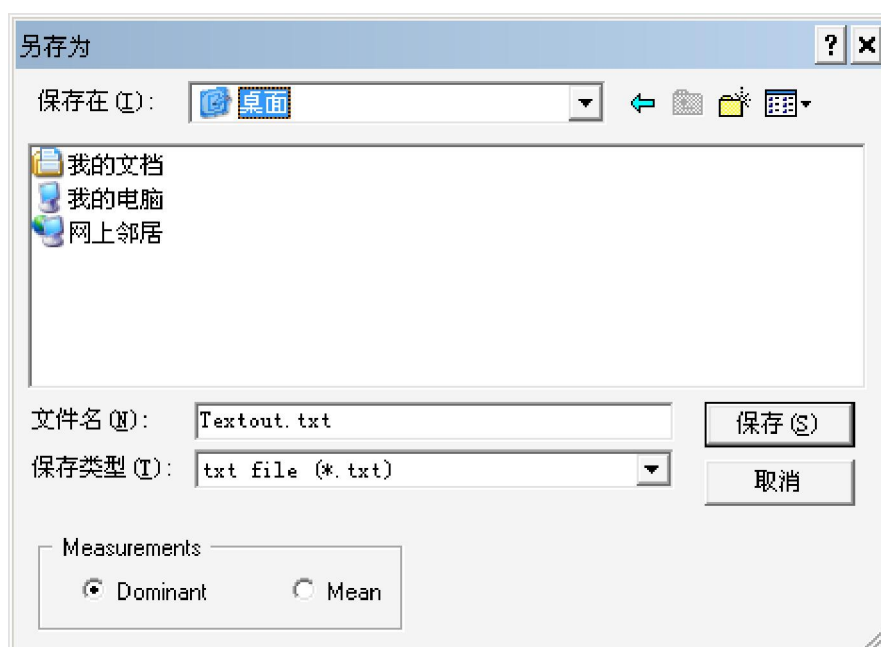 另存为
保存在(I):
桌面
我的文档
我的电脑
网上邻居
文件名(N):
Textout.txt
保存(S)
保存类型(T):
txt file (*.txt)
取消
Measurements
Dominant
Mean